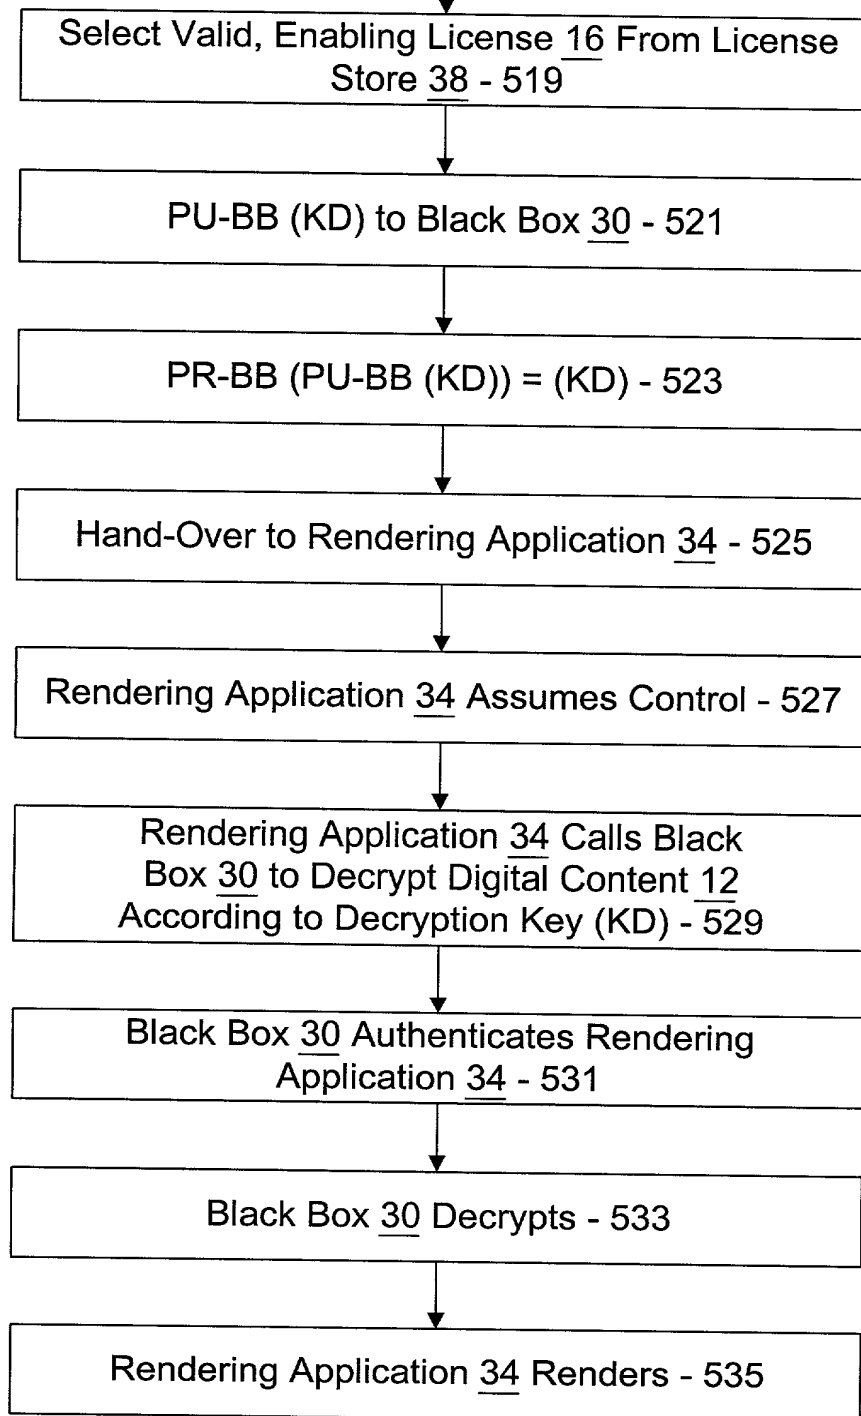 Select Valid, Enabling License 16 From License
Store 38 - 519
PU-BB (KD) to Black Box 30 - 521
PR-BB (PU-BB (KD)) = (KD) - 523
Hand-Over to Rendering Application 34 - 525
Rendering Application 34 Assumes Control - 527
Rendering Application 34 Calls Black
Box 30 to Decrypt Digital Content 12
According to Decryption Key (KD) - 529
Black Box 30 Authenticates Rendering
Application 34 - 531
Black Box 30 Decrypts - 533
Rendering Application 34 Renders - 535